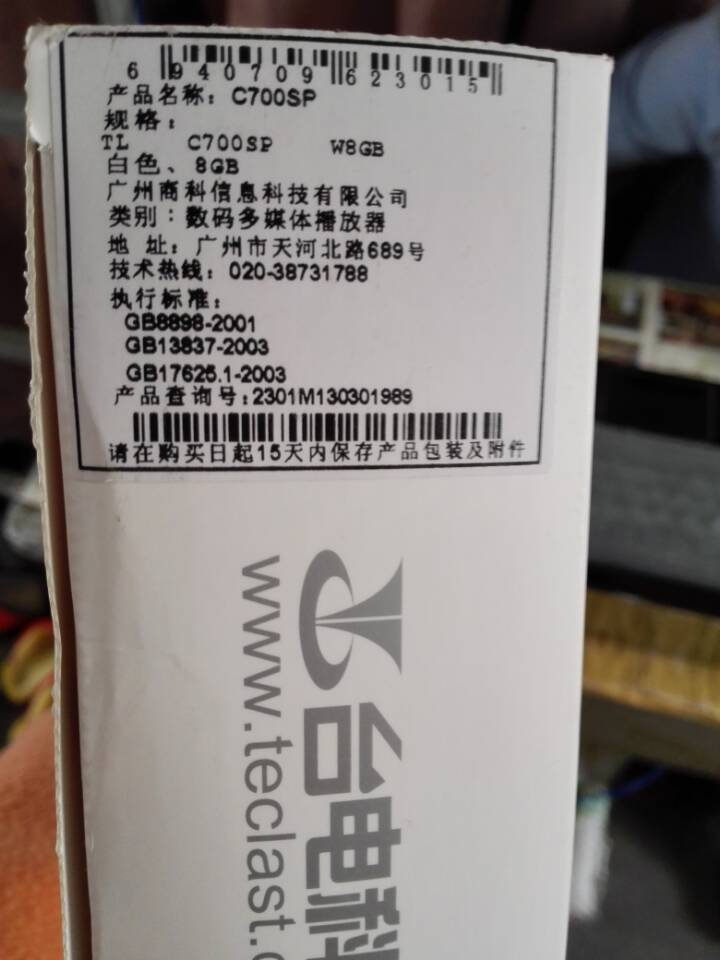 6 940709 623015
产品名称：C700SP
规格：
TL C700SP W8GB
白色、8GB
广州商科信息科技有限公司
类别：数码多媒体播放器
地 址：广州市天河北路689号
技术热线：020-38731788
执行标准：
GB8898-2001
GB13837-2003
GB17625.1-2003
产品查询号：2301M130301989
请在购买日起15天内保存产品包装及附件
台电科
www.teclast.c